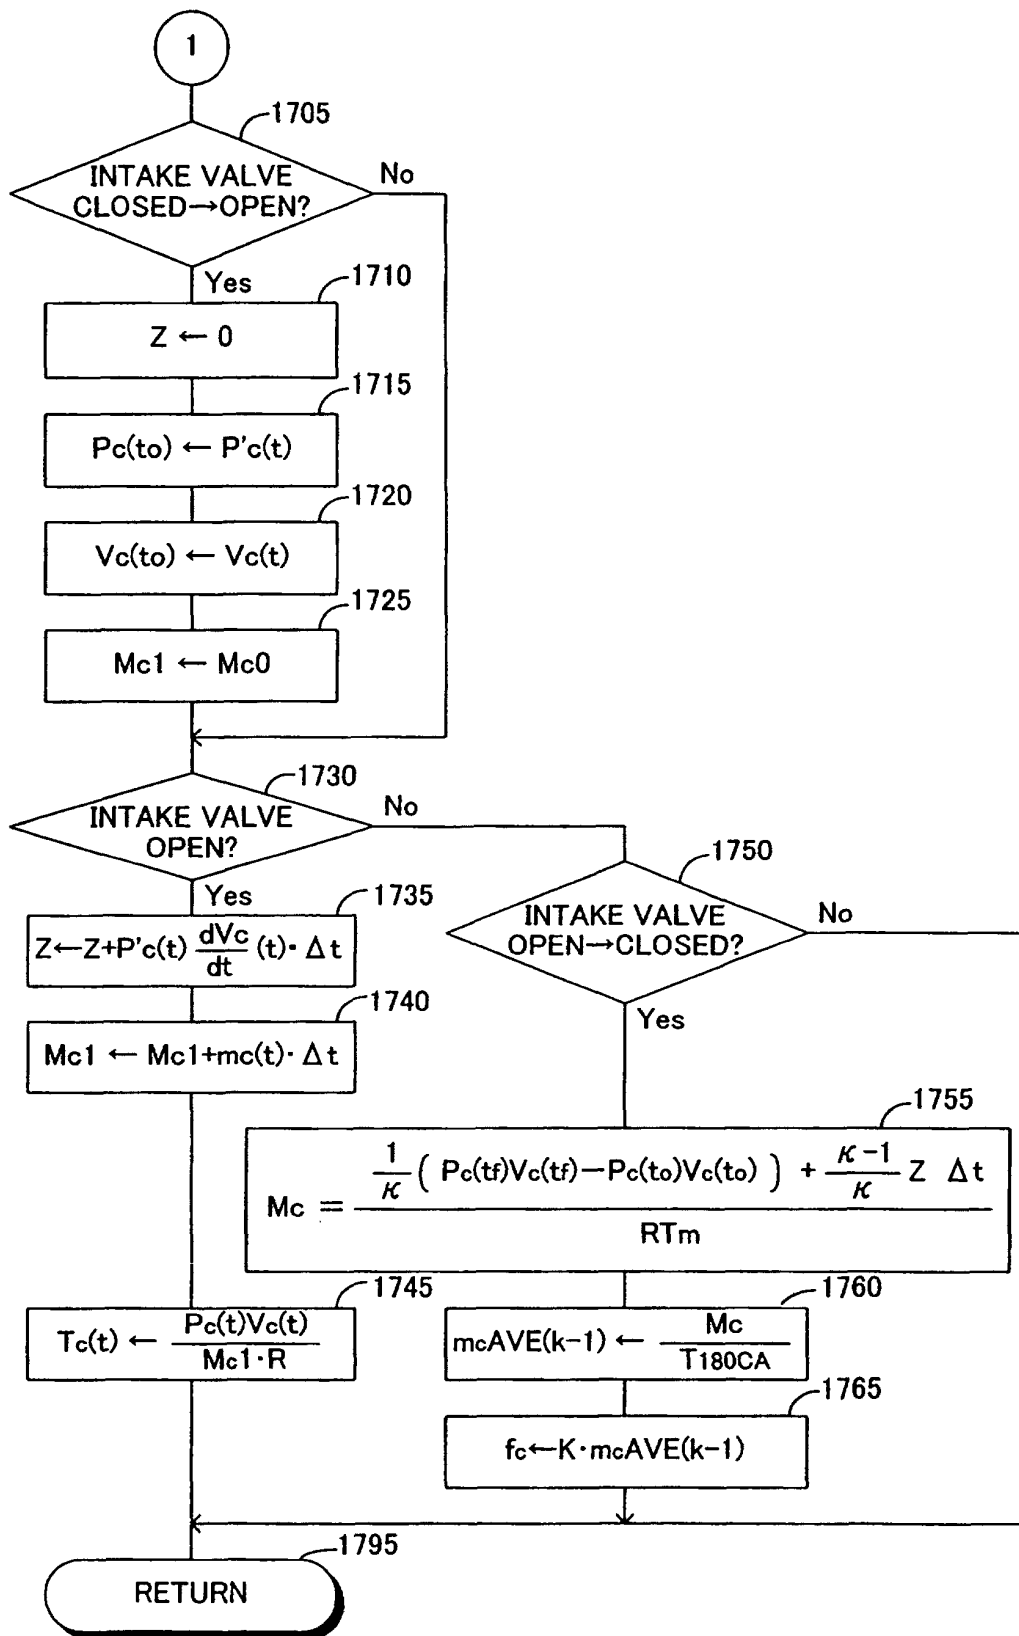 1
1705
INTAKE VALVE
CLOSED→OPEN?
No
Yes
1710
Z ← 0
1715
Pc(to) ← P'c(t)
1720
Vc(to) ← Vc(t)
1725
Mc1 ← Mc0
1730
INTAKE VALVE
OPEN?
No
Yes
1735
Z←Z+P'c(t) dVc/dt (t)· Δt
1740
Mc1 ← Mc1+mc(t)· Δt
1745
Tc(t) ← Pc(t)Vc(t)/Mc1·R
1750
INTAKE VALVE
OPEN→CLOSED?
No
Yes
1755
Mc = 1/κ ( Pc(tf)Vc(tf)−Pc(to)Vc(to) ) + κ−1/κ Z Δt
RTm
1760
mcAVE(k-1) ← Mc/T180CA
1765
fc←K·mcAVE(k-1)
1795
RETURN